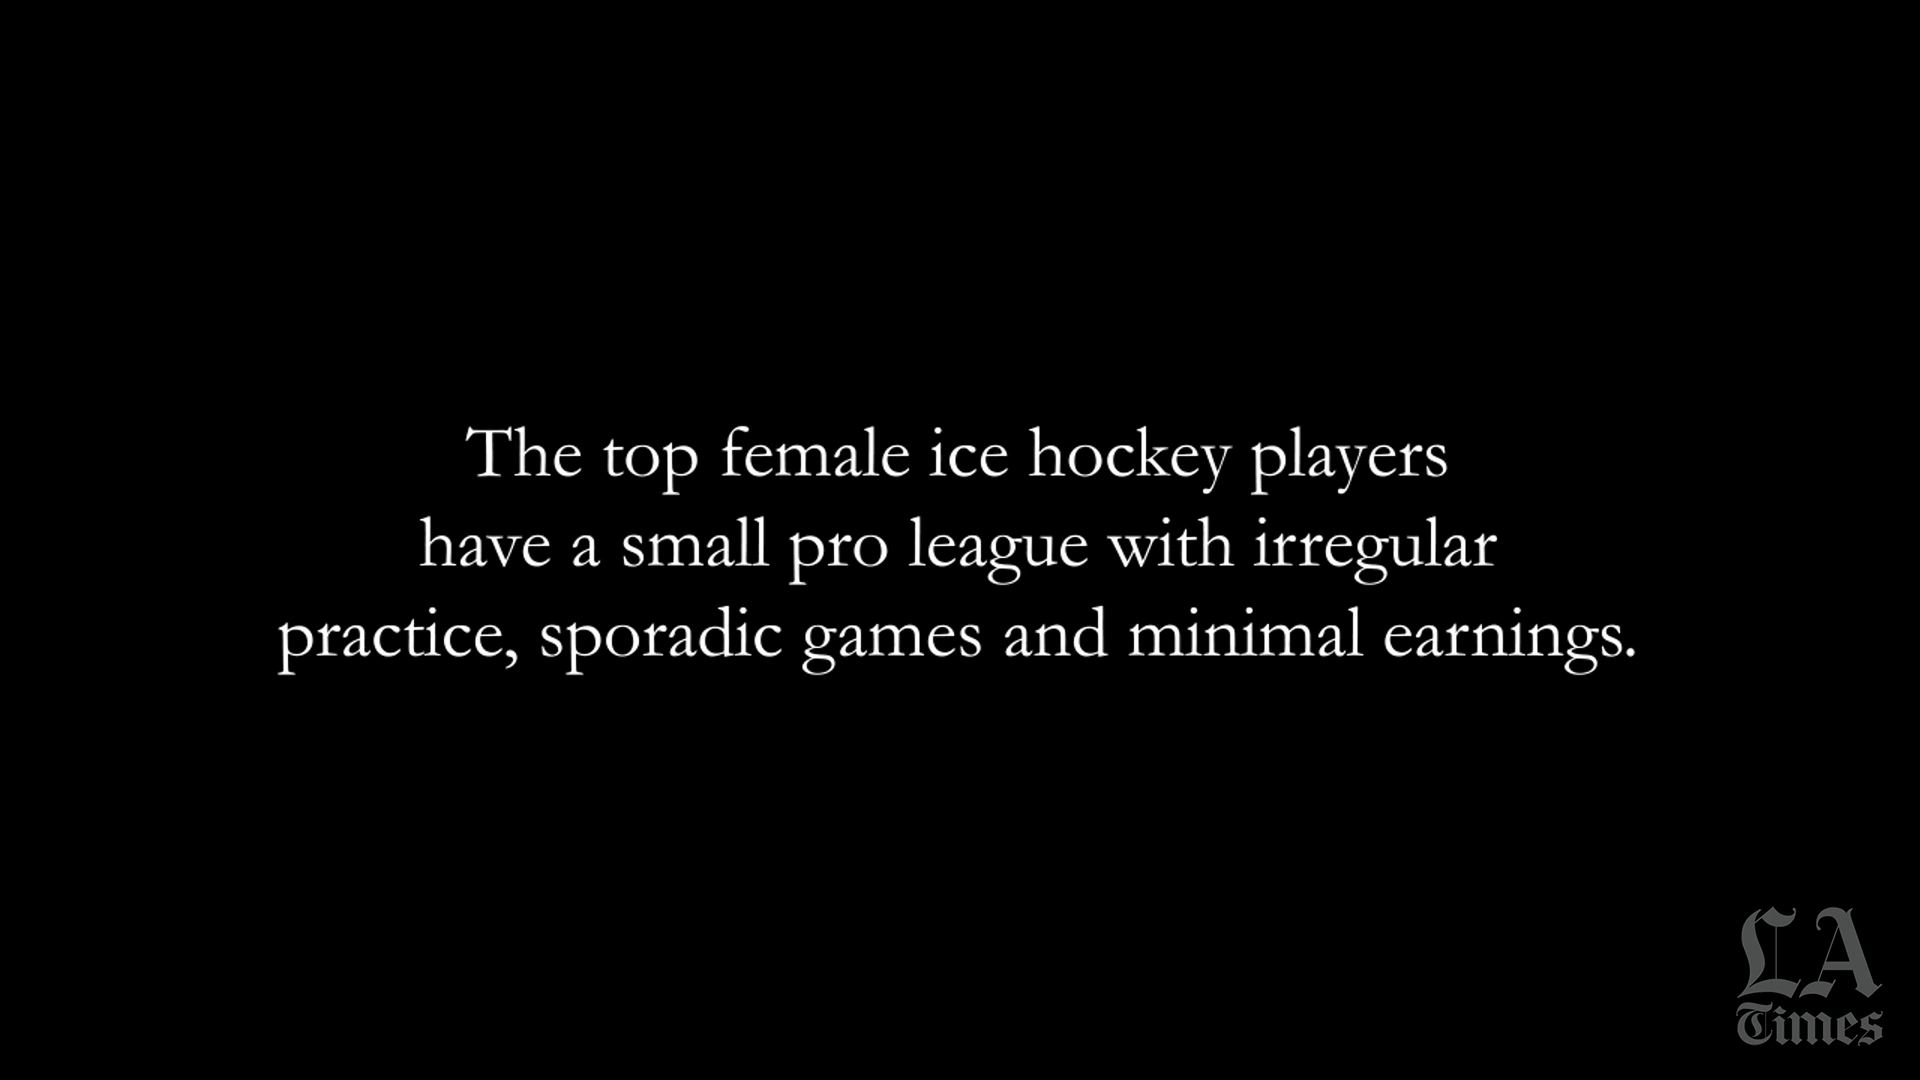 The top female ice hockey players
have a small pro league with irregular
practice, sporadic games and minimal earnings.
LA
Times